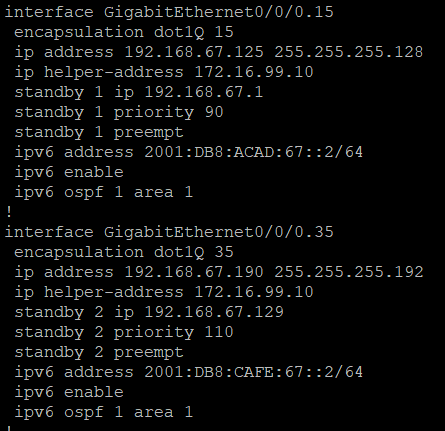 interface GigabitEthernet0/0/0.15
encapsulation dot1Q 15
ip address 192.168.67.125 255.255.255.128
ip helper-address 172.16.99.10
standby 1 ip 192.168.67.1
standby 1 priority 90
standby 1 preempt
ipv6 address 2001:DB8:ACAD:67::2/64
ipv6 enable
ipv6 ospf 1 area 1
!
interface GigabitEthernet0/0/0.35
encapsulation dot1Q 35
ip address 192.168.67.190 255.255.255.192
ip helper-address 172.16.99.10
standby 2 ip 192.168.67.129
standby 2 priority 110
standby 2 preempt
ipv6 address 2001:DB8:CAFE:67::2/64
ipv6 enable
ipv6 ospf 1 area 1
!